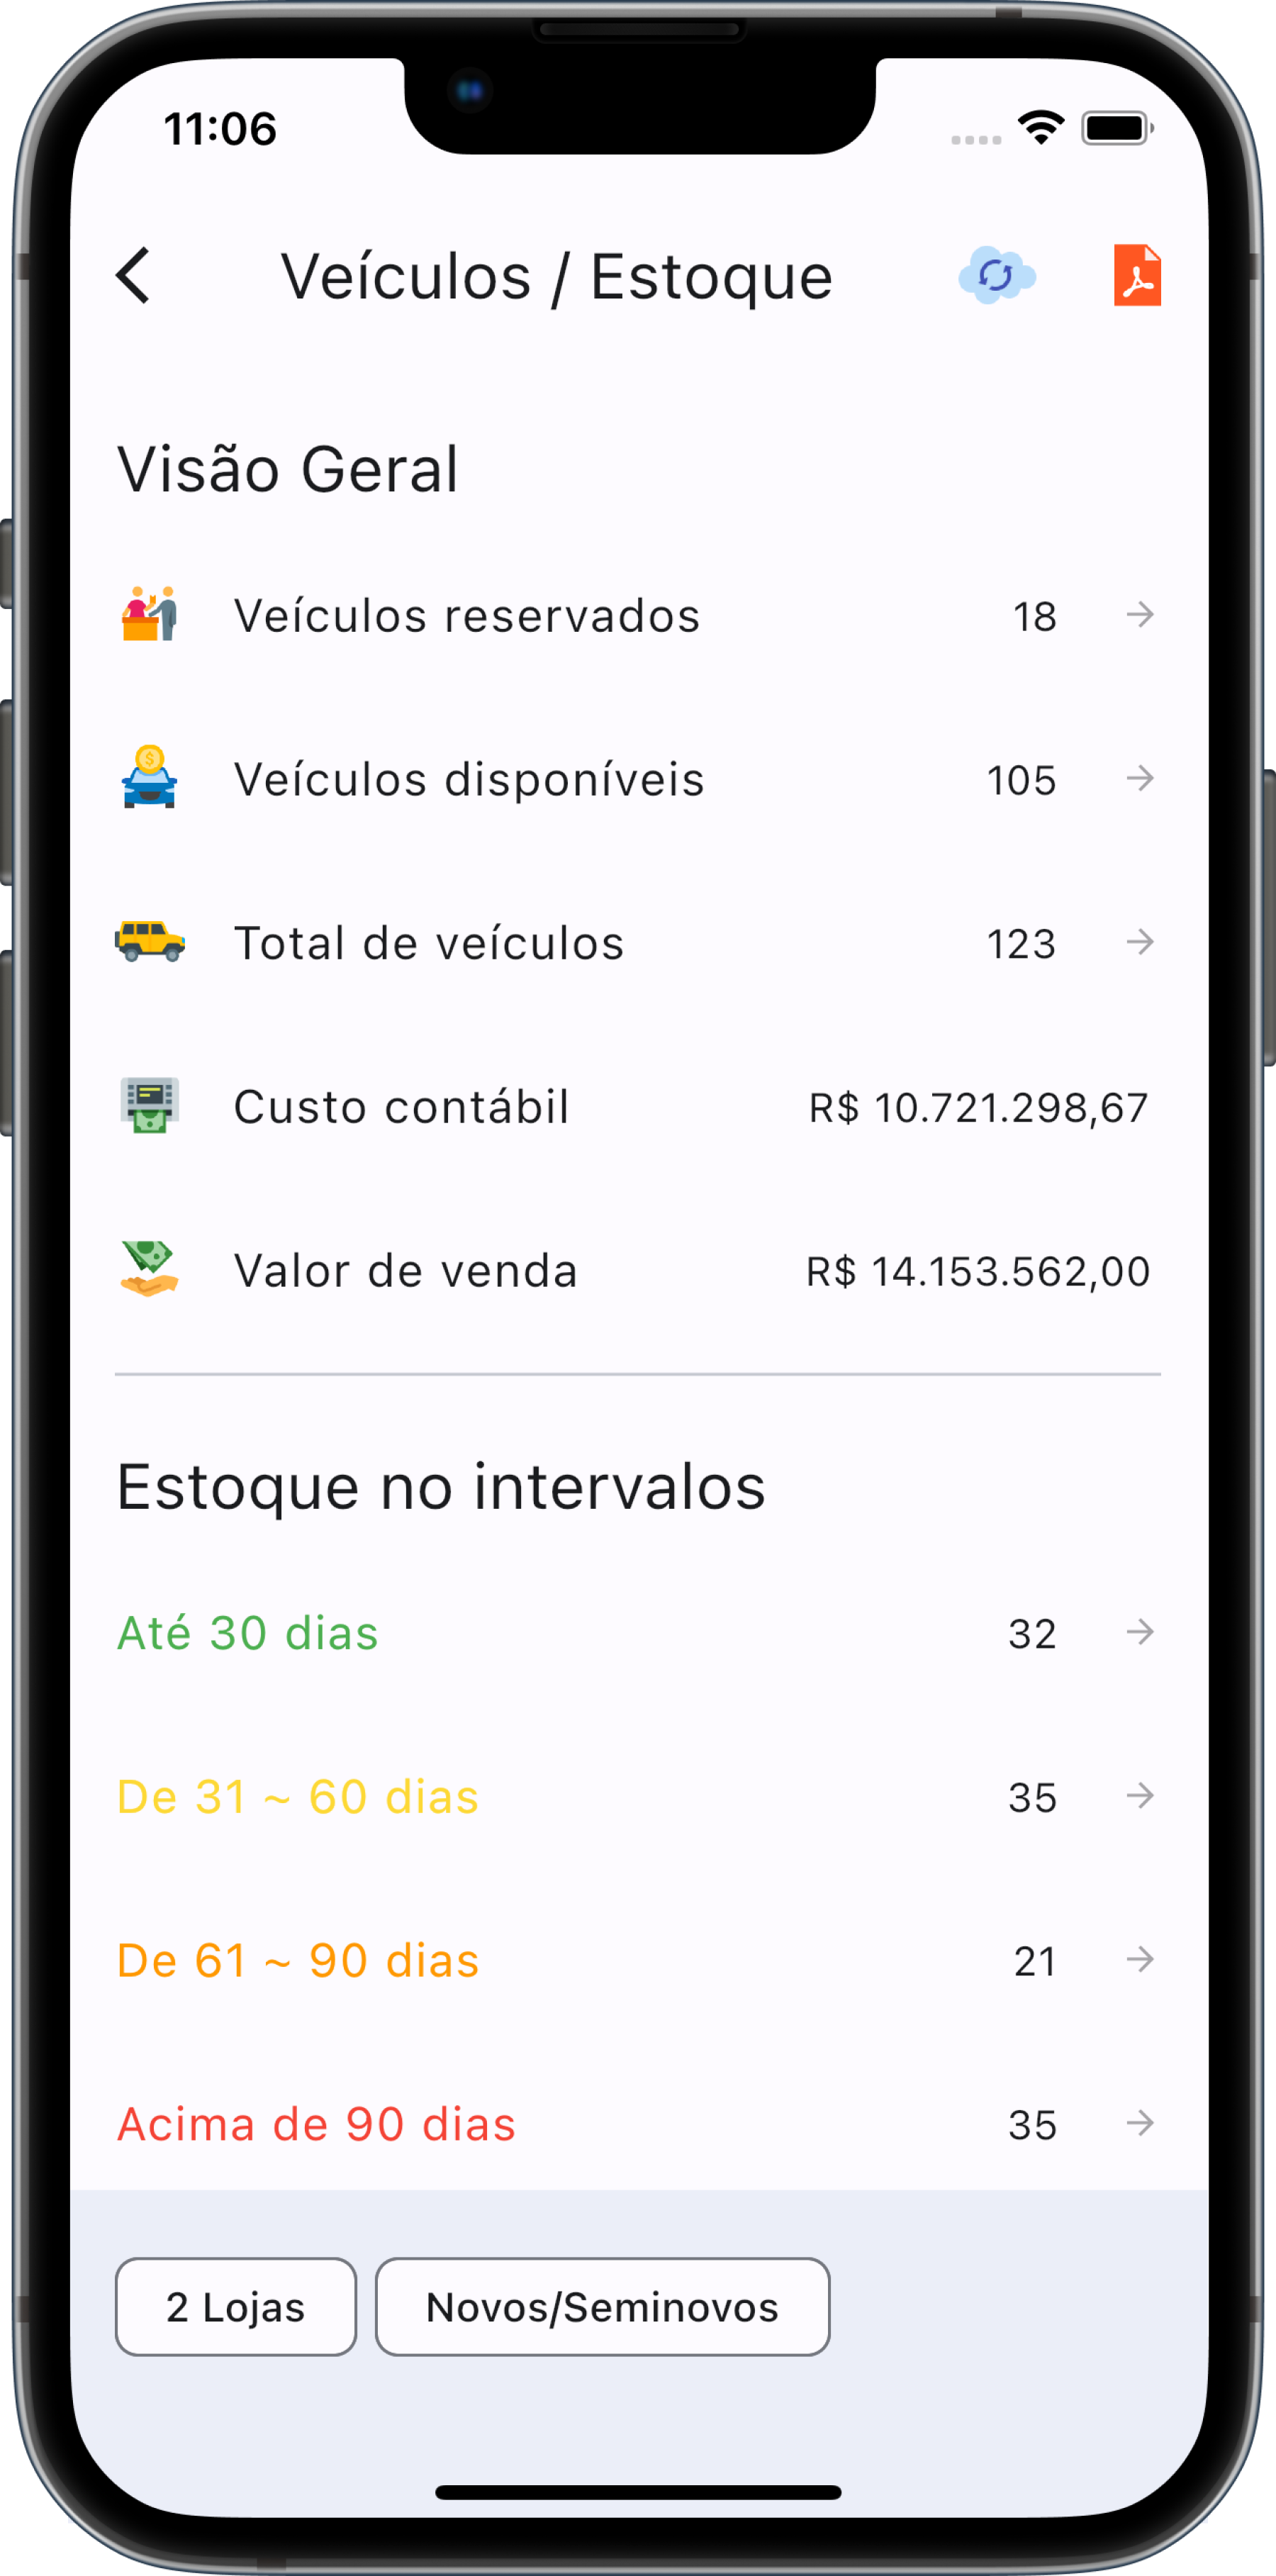 11:06
Veículos / Estoque
Visão Geral
Veículos reservados 18
Veículos disponíveis 105
Total de veículos 123
Custo contábil R$ 10.721.298,67
Valor de venda R$ 14.153.562,00
Estoque no intervalos
Até 30 dias 32
De 31 ~ 60 dias 35
De 61 ~ 90 dias 21
Acima de 90 dias 35
2 Lojas Novos/Seminovos